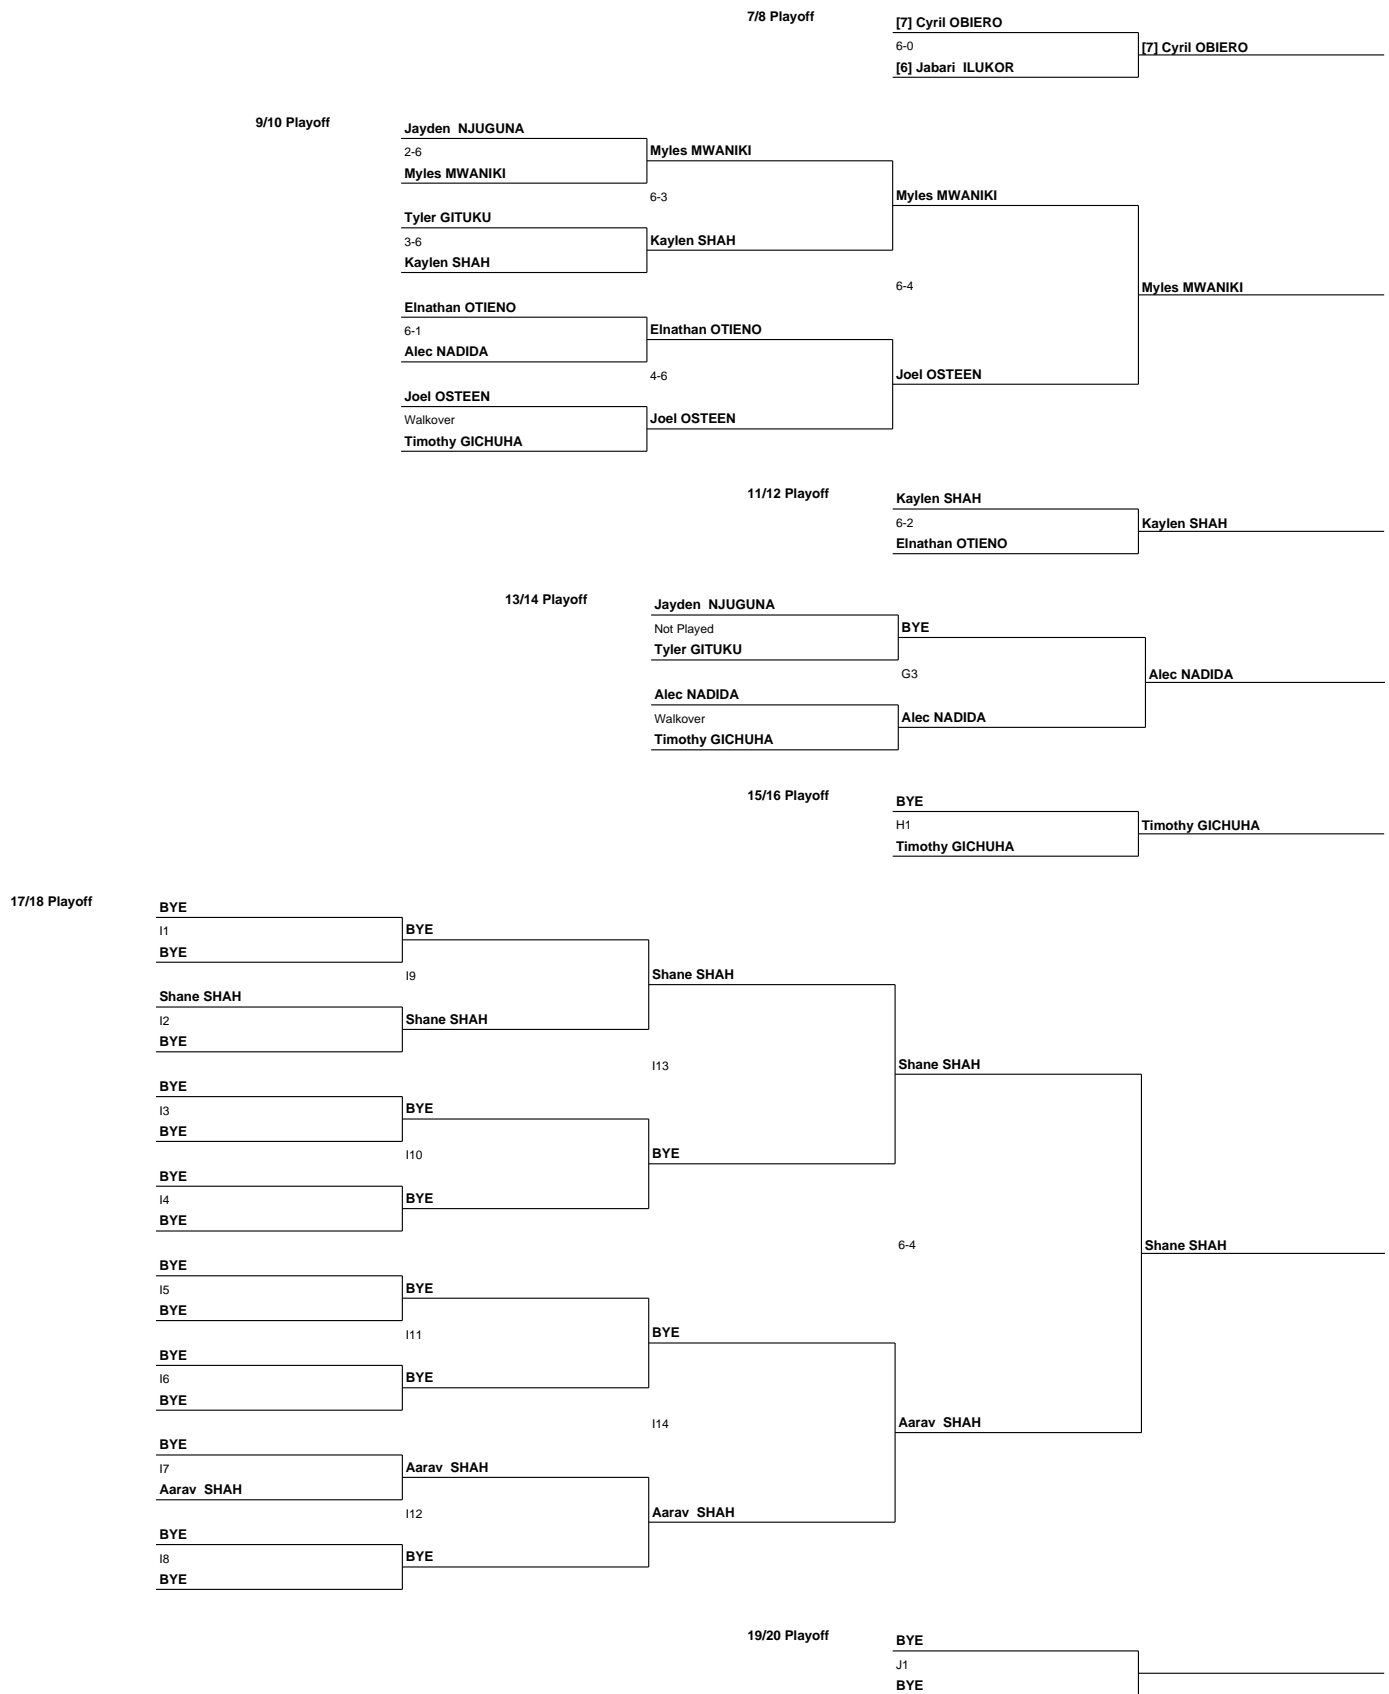 7/8 Playoff
[7] Cyril OBIERO
6-0
[7] Cyril OBIERO
[6] Jabari  ILUKOR
9/10 Playoff
Jayden  NJUGUNA
2-6
Myles MWANIKI
Myles MWANIKI
6-3
Myles MWANIKI
Tyler GITUKU
3-6
Kaylen SHAH
Kaylen SHAH
6-4
Myles MWANIKI
Elnathan OTIENO
6-1
Elnathan OTIENO
Alec NADIDA
4-6
Joel OSTEEN
Joel OSTEEN
Walkover
Joel OSTEEN
Timothy GICHUHA
11/12 Playoff
Kaylen SHAH
6-2
Kaylen SHAH
Elnathan OTIENO
13/14 Playoff
Jayden  NJUGUNA
Not Played
BYE
Tyler GITUKU
G3
Alec NADIDA
Alec NADIDA
Walkover
Alec NADIDA
Timothy GICHUHA
15/16 Playoff
BYE
H1
Timothy GICHUHA
Timothy GICHUHA
17/18 Playoff
BYE
I1
BYE
BYE
I9
Shane SHAH
Shane SHAH
I2
Shane SHAH
BYE
I13
Shane SHAH
BYE
I3
BYE
BYE
I10
BYE
BYE
I4
BYE
BYE
6-4
Shane SHAH
BYE
I5
BYE
BYE
I11
BYE
BYE
I6
BYE
BYE
I14
Aarav  SHAH
BYE
I7
Aarav  SHAH
Aarav  SHAH
I12
Aarav  SHAH
BYE
I8
BYE
BYE
19/20 Playoff
BYE
J1
BYE